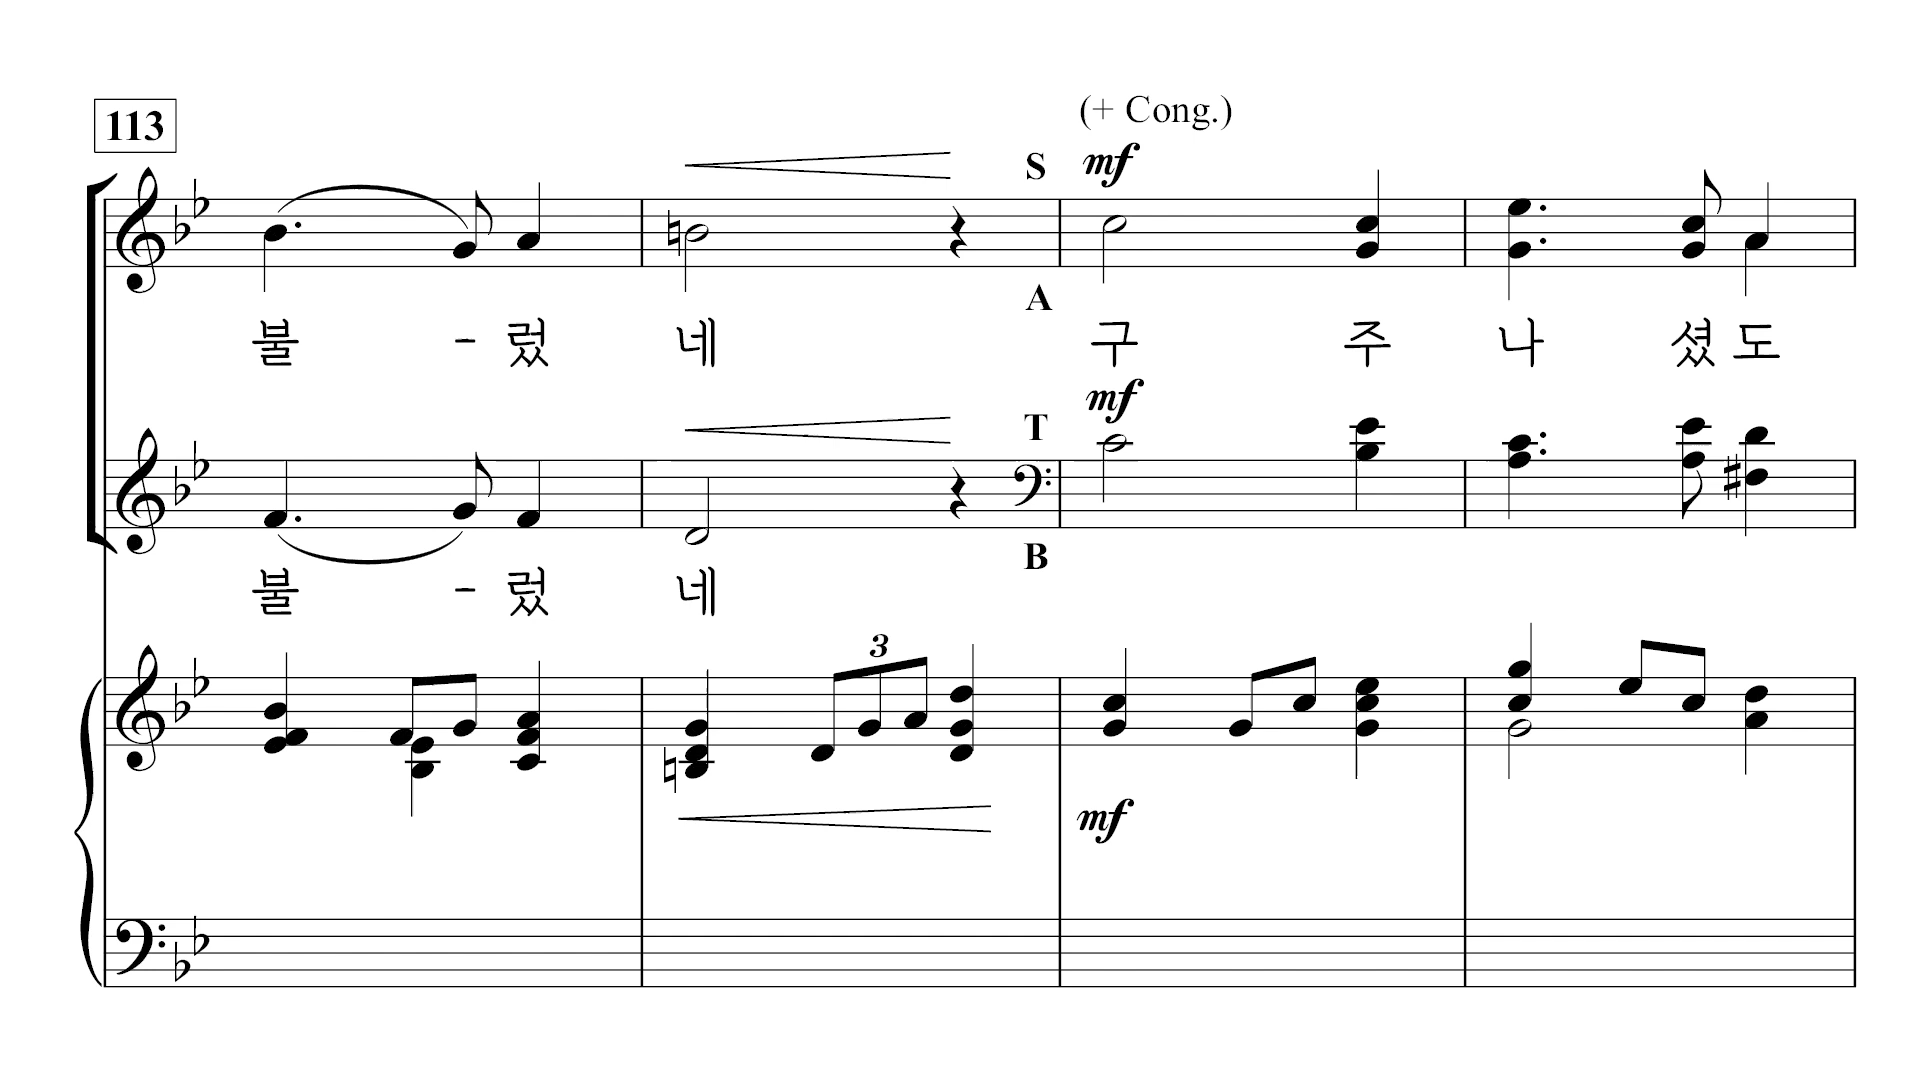 113
(+ Cong.)
S mf
A
불 - 렀 네 구 주 나 셨 도
mf
T
B
불 - 렀 네
3
mf